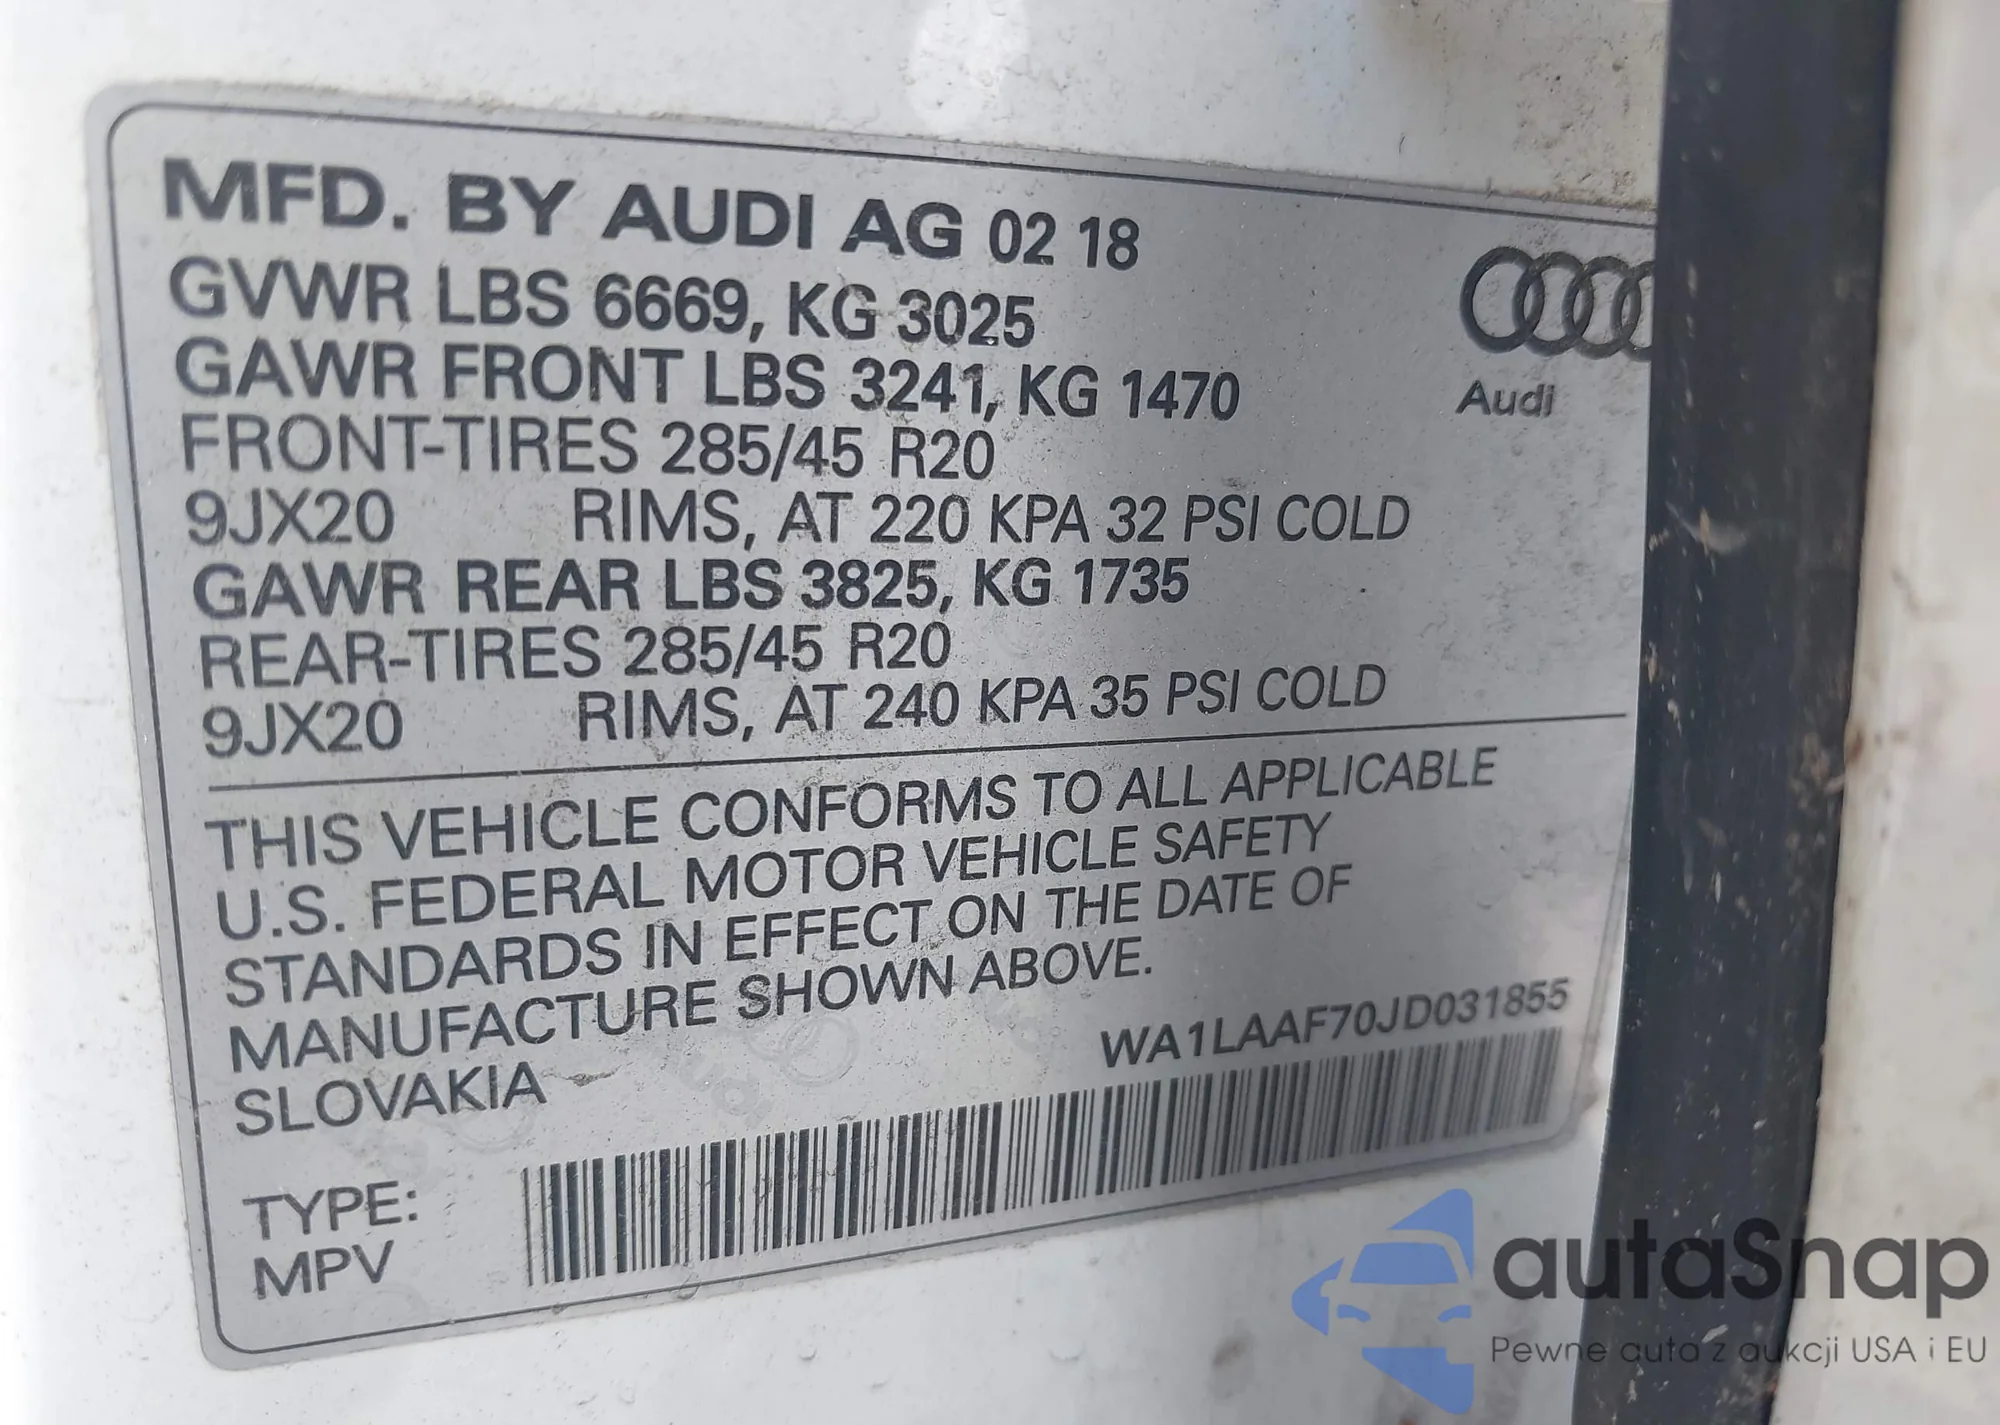 MFD. BY AUDI AG 02 18
GVWR LBS 6669, KG 3025
GAWR FRONT LBS 3241, KG 1470
FRONT-TIRES 285/45 R20
9JX20 RIMS, AT 220 KPA 32 PSI COLD
GAWR REAR LBS 3825, KG 1735
REAR-TIRES 285/45 R20
9JX20 RIMS, AT 240 KPA 35 PSI COLD
Audi
THIS VEHICLE CONFORMS TO ALL APPLICABLE
U.S. FEDERAL MOTOR VEHICLE SAFETY
STANDARDS IN EFFECT ON THE DATE OF
MANUFACTURE SHOWN ABOVE.
SLOVAKIA
WA1LAAF70JD031855
TYPE:
MPV
autaSnap
Pewne auta z aukcji USA i EU